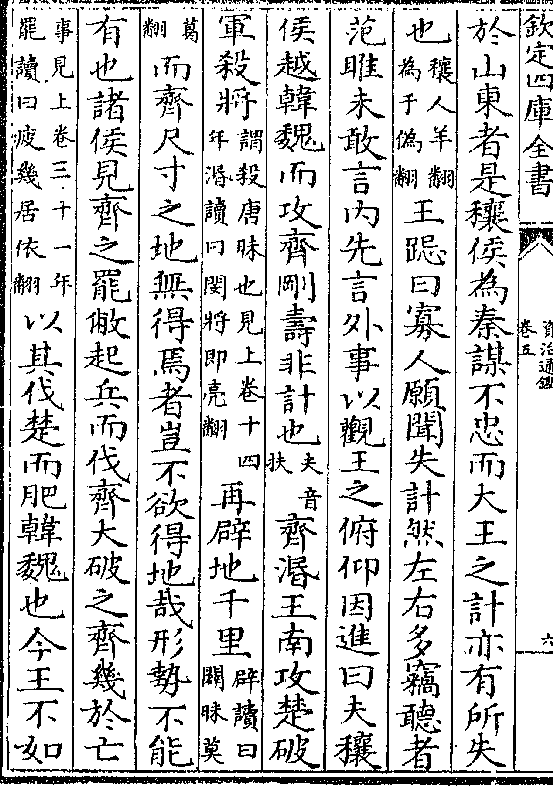 欽定四庫全書
資治通鑑
卷五
六
於山東者是穰侯為秦謀不忠而大王之計亦有所失
也穰人羊翻為于偽翻王跽曰寡人願聞失計然左右多竊聽者
范雎未敢言内先言外事以觀王之俯仰因進曰夫穰
侯越韓魏而攻齊剛壽非計也夫音扶齊湣王南攻楚破
軍殺將謂殺唐昧也見上卷十四年湣讀曰閔將即亮翻再辟地千里辟讀曰闢昧莫
葛翻而齊尺寸之地無得焉者豈不欲得地哉形勢不能
有也諸侯見齊之罷敝起兵而伐齊大破之齊幾於亡
事見上卷三十一年罷讀曰疲幾居依翻以其伐楚而肥韓魏也今王不如